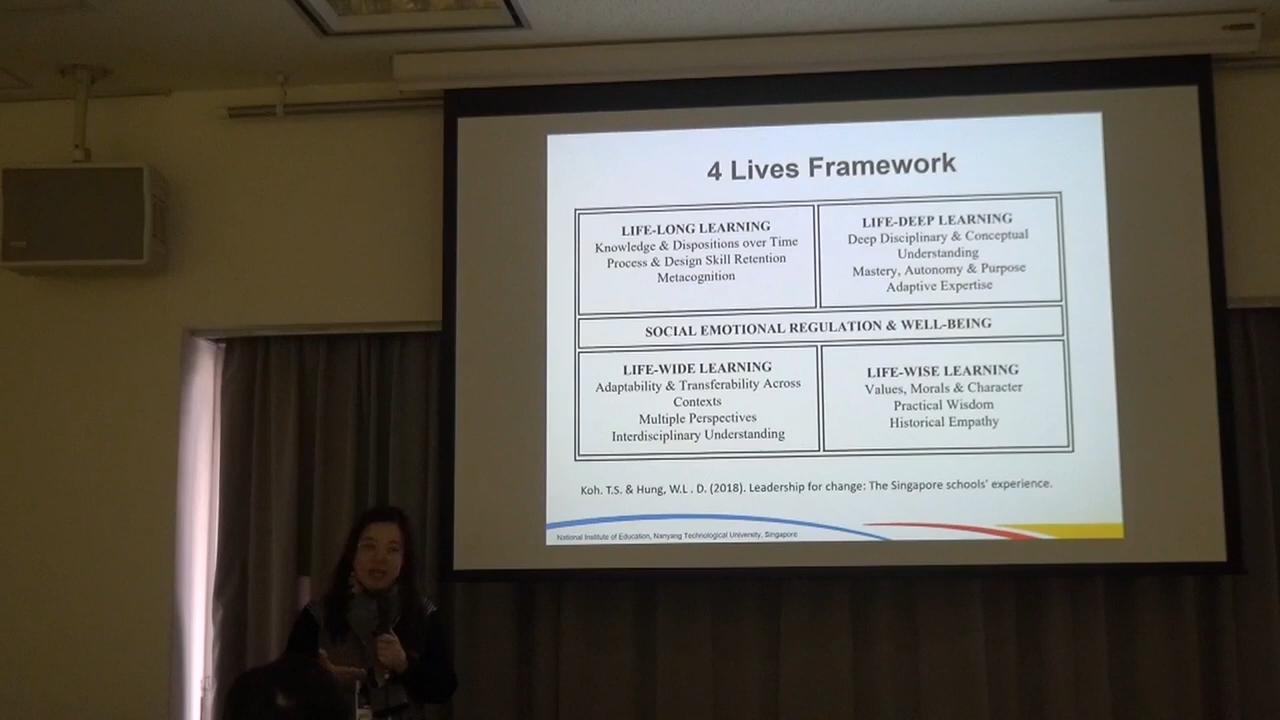 4 Lives Framework
LIFE-LONG LEARNING
Knowledge & Dispositions over Time
Process & Design Skill Retention
Metacognition
LIFE-DEEP LEARNING
Deep Disciplinary & Conceptual
Understanding
Mastery, Autonomy & Purpose
Adaptive Expertise
SOCIAL EMOTIONAL REGULATION & WELL-BEING
LIFE-WIDE LEARNING
Adaptability & Transferability Across
Contexts
Multiple Perspectives
Interdisciplinary Understanding
LIFE-WISE LEARNING
Values, Morals & Character
Practical Wisdom
Historical Empathy
Koh. T.S. & Hung, W.L . D. (2018). Leadership for change: The Singapore schools' experience.
National Institute of Education, Nanyang Technological University, Singapore